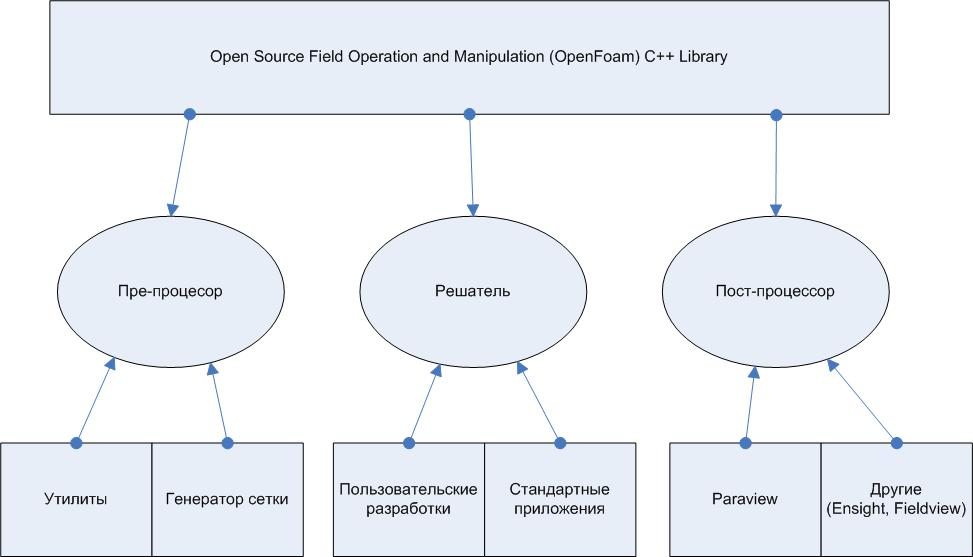 Open Source Field Operation and Manipulation (OpenFoam) C++ Library
Пре-процесор
Решатель
Пост-процессор
Утилиты
Генератор сетки
Пользовательские
разработки
Стандартные
приложения
Paraview
Другие
(Ensight, Fieldview)